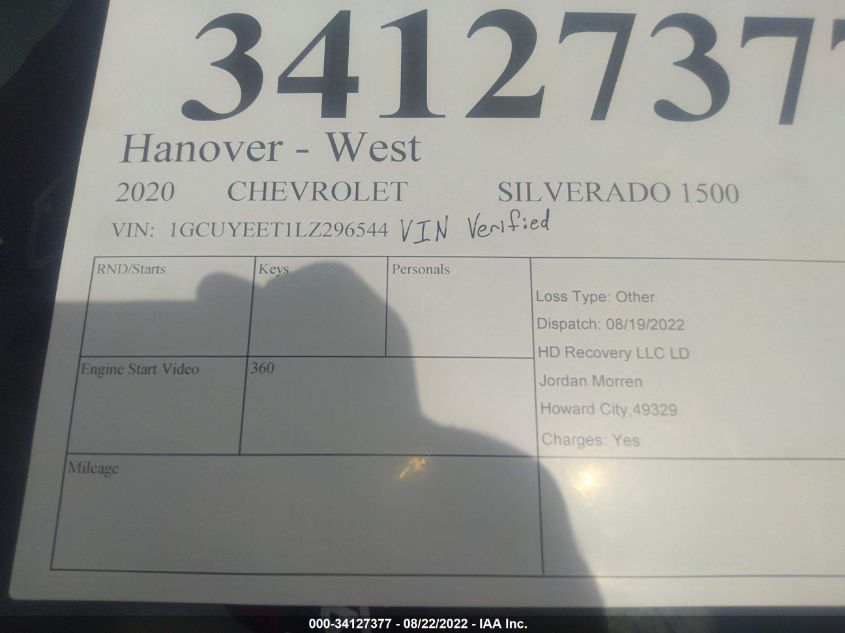 34127377
Hanover - West
2020 CHEVROLET SILVERADO 1500
VIN: 1GCUYEET1LZ296544 VIN Verified
RND/Starts Keys Personals
Loss Type: Other
Dispatch: 08/19/2022
HD Recovery LLC LD
Jordan Morren
Howard City,49329
Charges: Yes
Engine Start Video 360
Mileage
000-34127377 - 08/22/2022 - IAA Inc.